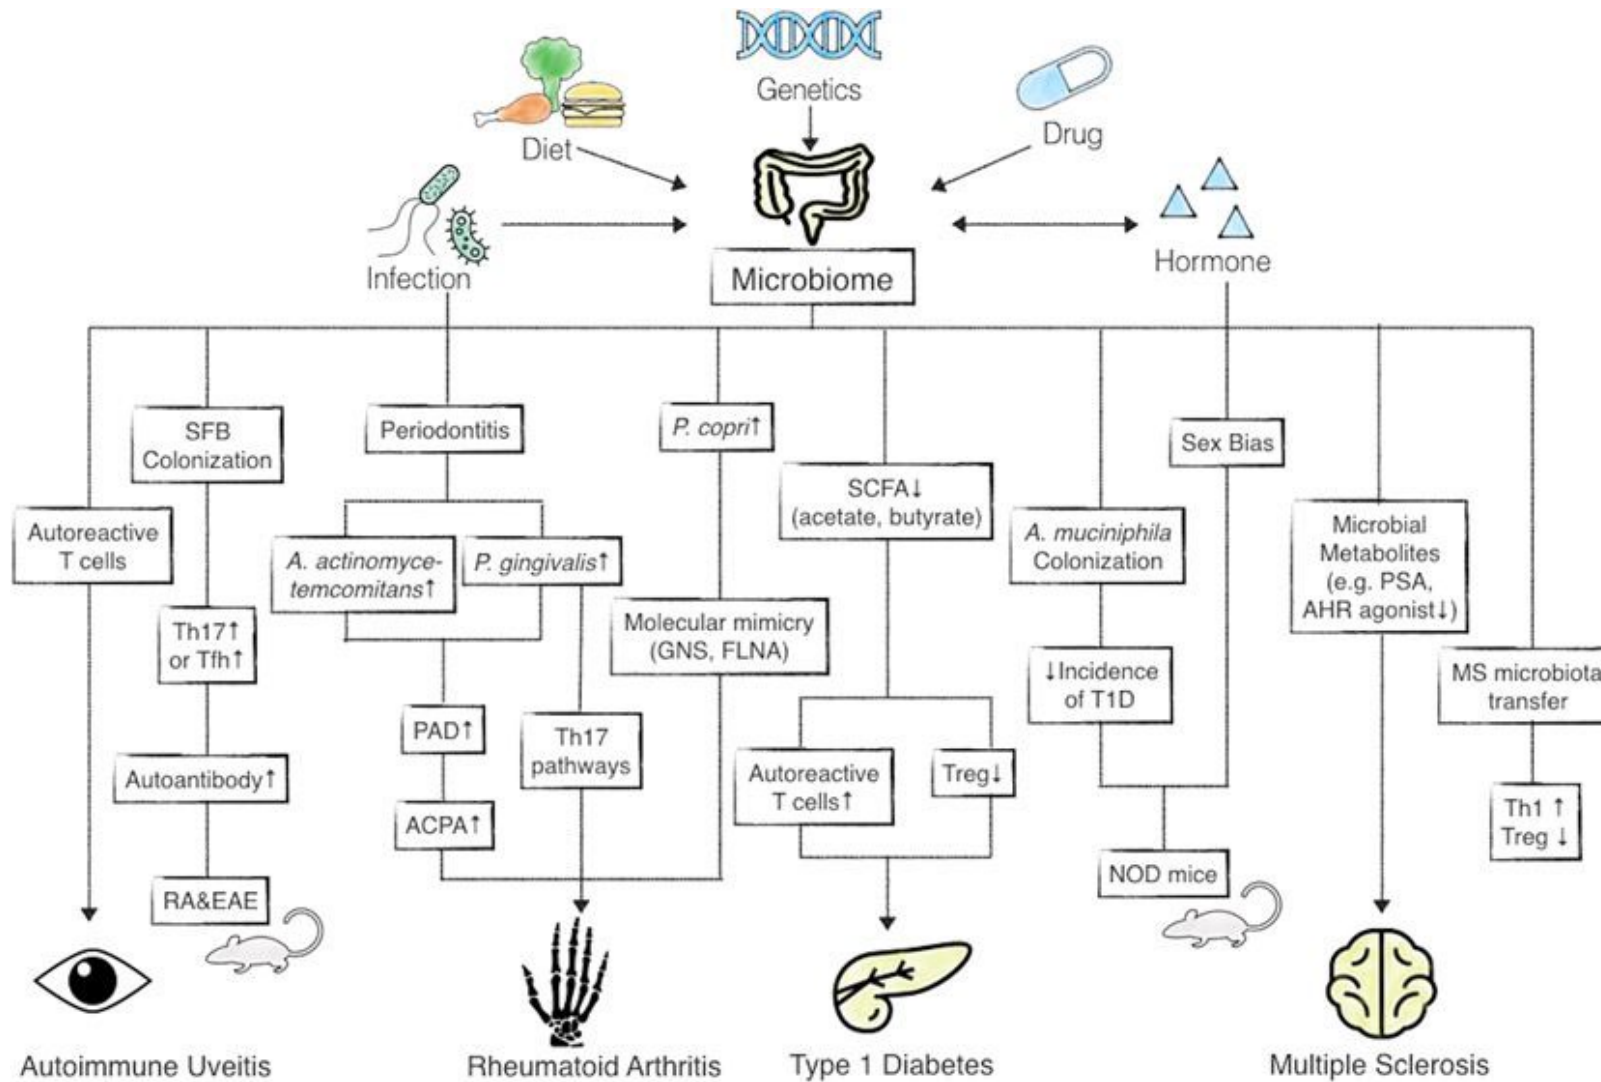 Genetics
Diet
Drug
Infection
Hormone
Microbiome
SFB
Colonization
Periodontitis
P. copri↑
Sex Bias
SCFA↓
(acetate, butyrate)
Autoreactive
T cells
A. actinomyce-
temcomitans↑
P. gingivalis↑
A. muciniphila
Colonization
Microbial
Metabolites
(e.g. PSA,
AHR agonist↓)
Th17↑
or Tfh↑
Molecular mimicry
(GNS, FLNA)
↓Incidence
of T1D
MS microbiota
transfer
PAD↑
Th17
pathways
Autoantibody↑
Autoreactive
T cells↑
Treg↓
ACPA↑
Th1 ↑
Treg ↓
RA&EAE
NOD mice
Autoimmune Uveitis
Rheumatoid Arthritis
Type 1 Diabetes
Multiple Sclerosis